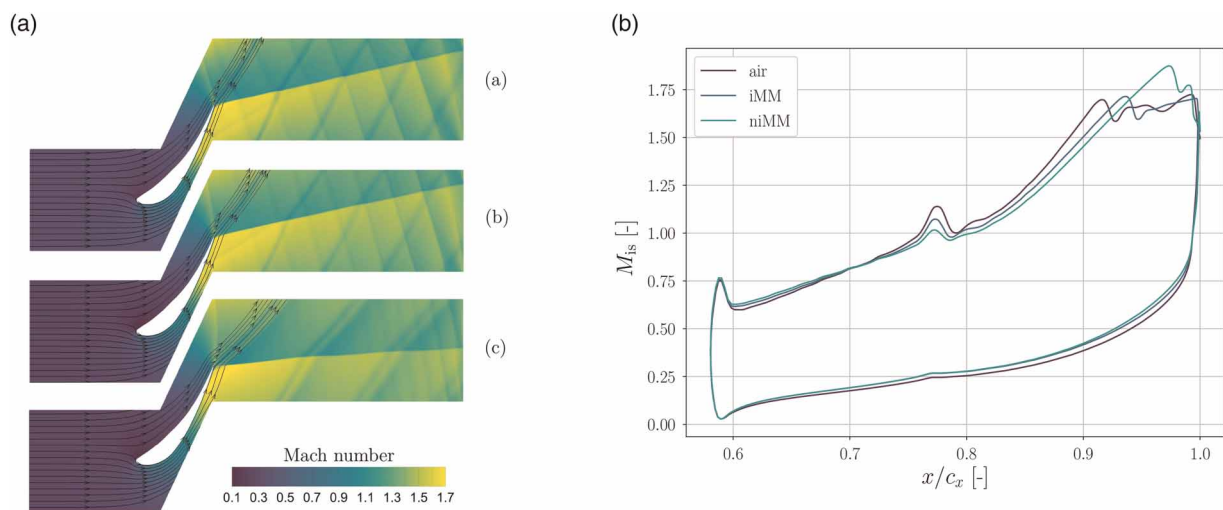 (a)
(a)
(b)
(c)
Mach number
0.1 0.3 0.5 0.7 0.9 1.1 1.3 1.5 1.7
(b)
air
iMM
niMM
1.75
1.50
1.25
1.00
0.75
0.50
0.25
0.00
M_is [-]
0.6 0.7 0.8 0.9 1.0
x/c_x [-]